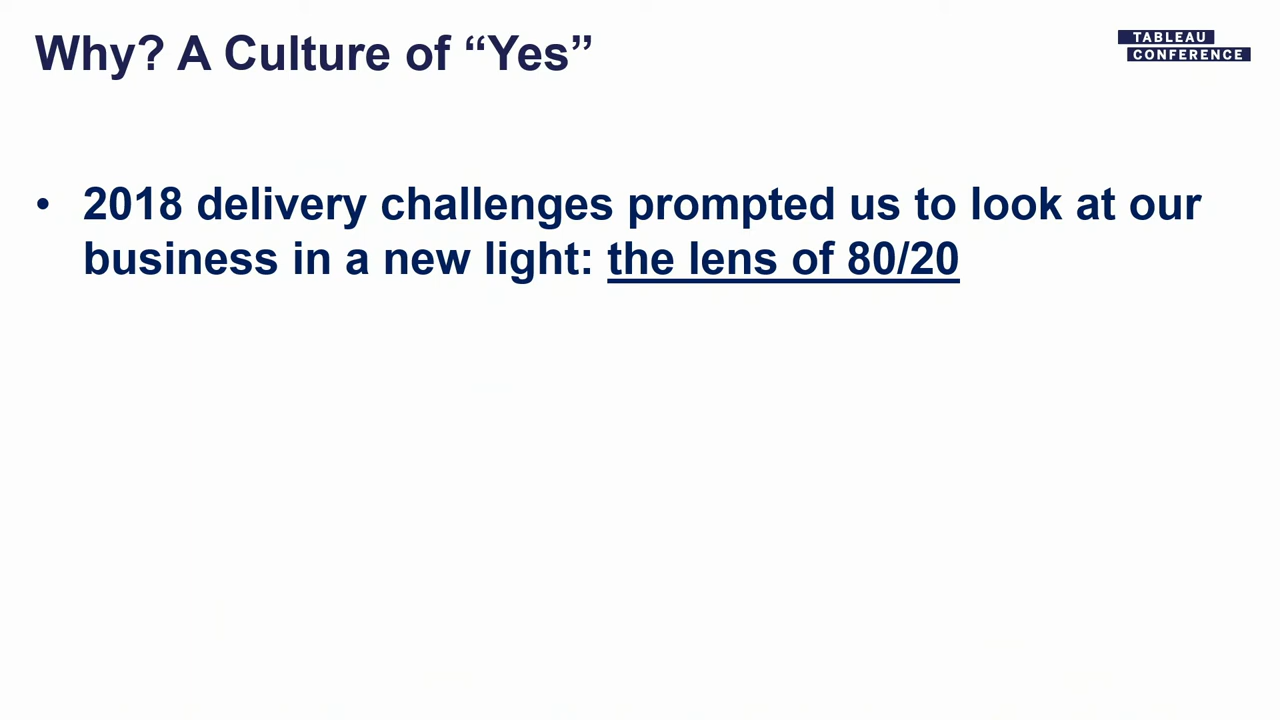 Why? A Culture of “Yes”
TABLEAU
CONFERENCE
• 2018 delivery challenges prompted us to look at our
business in a new light: the lens of 80/20